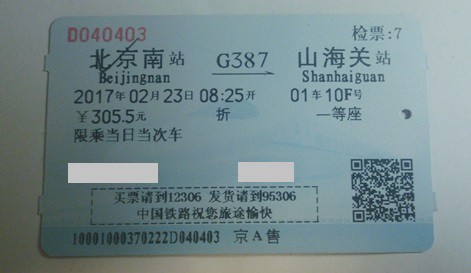 D040403 检票:7
北京南站 G387 山海关站
Beijingnan Shanhaiguan
2017年02月23日08:25开 01车10F号
￥305.5元 折 一等座
限乘当日当次车
买票请到12306 发货请到95306
中国铁路祝您旅途愉快
10001000370222D040403 京A售